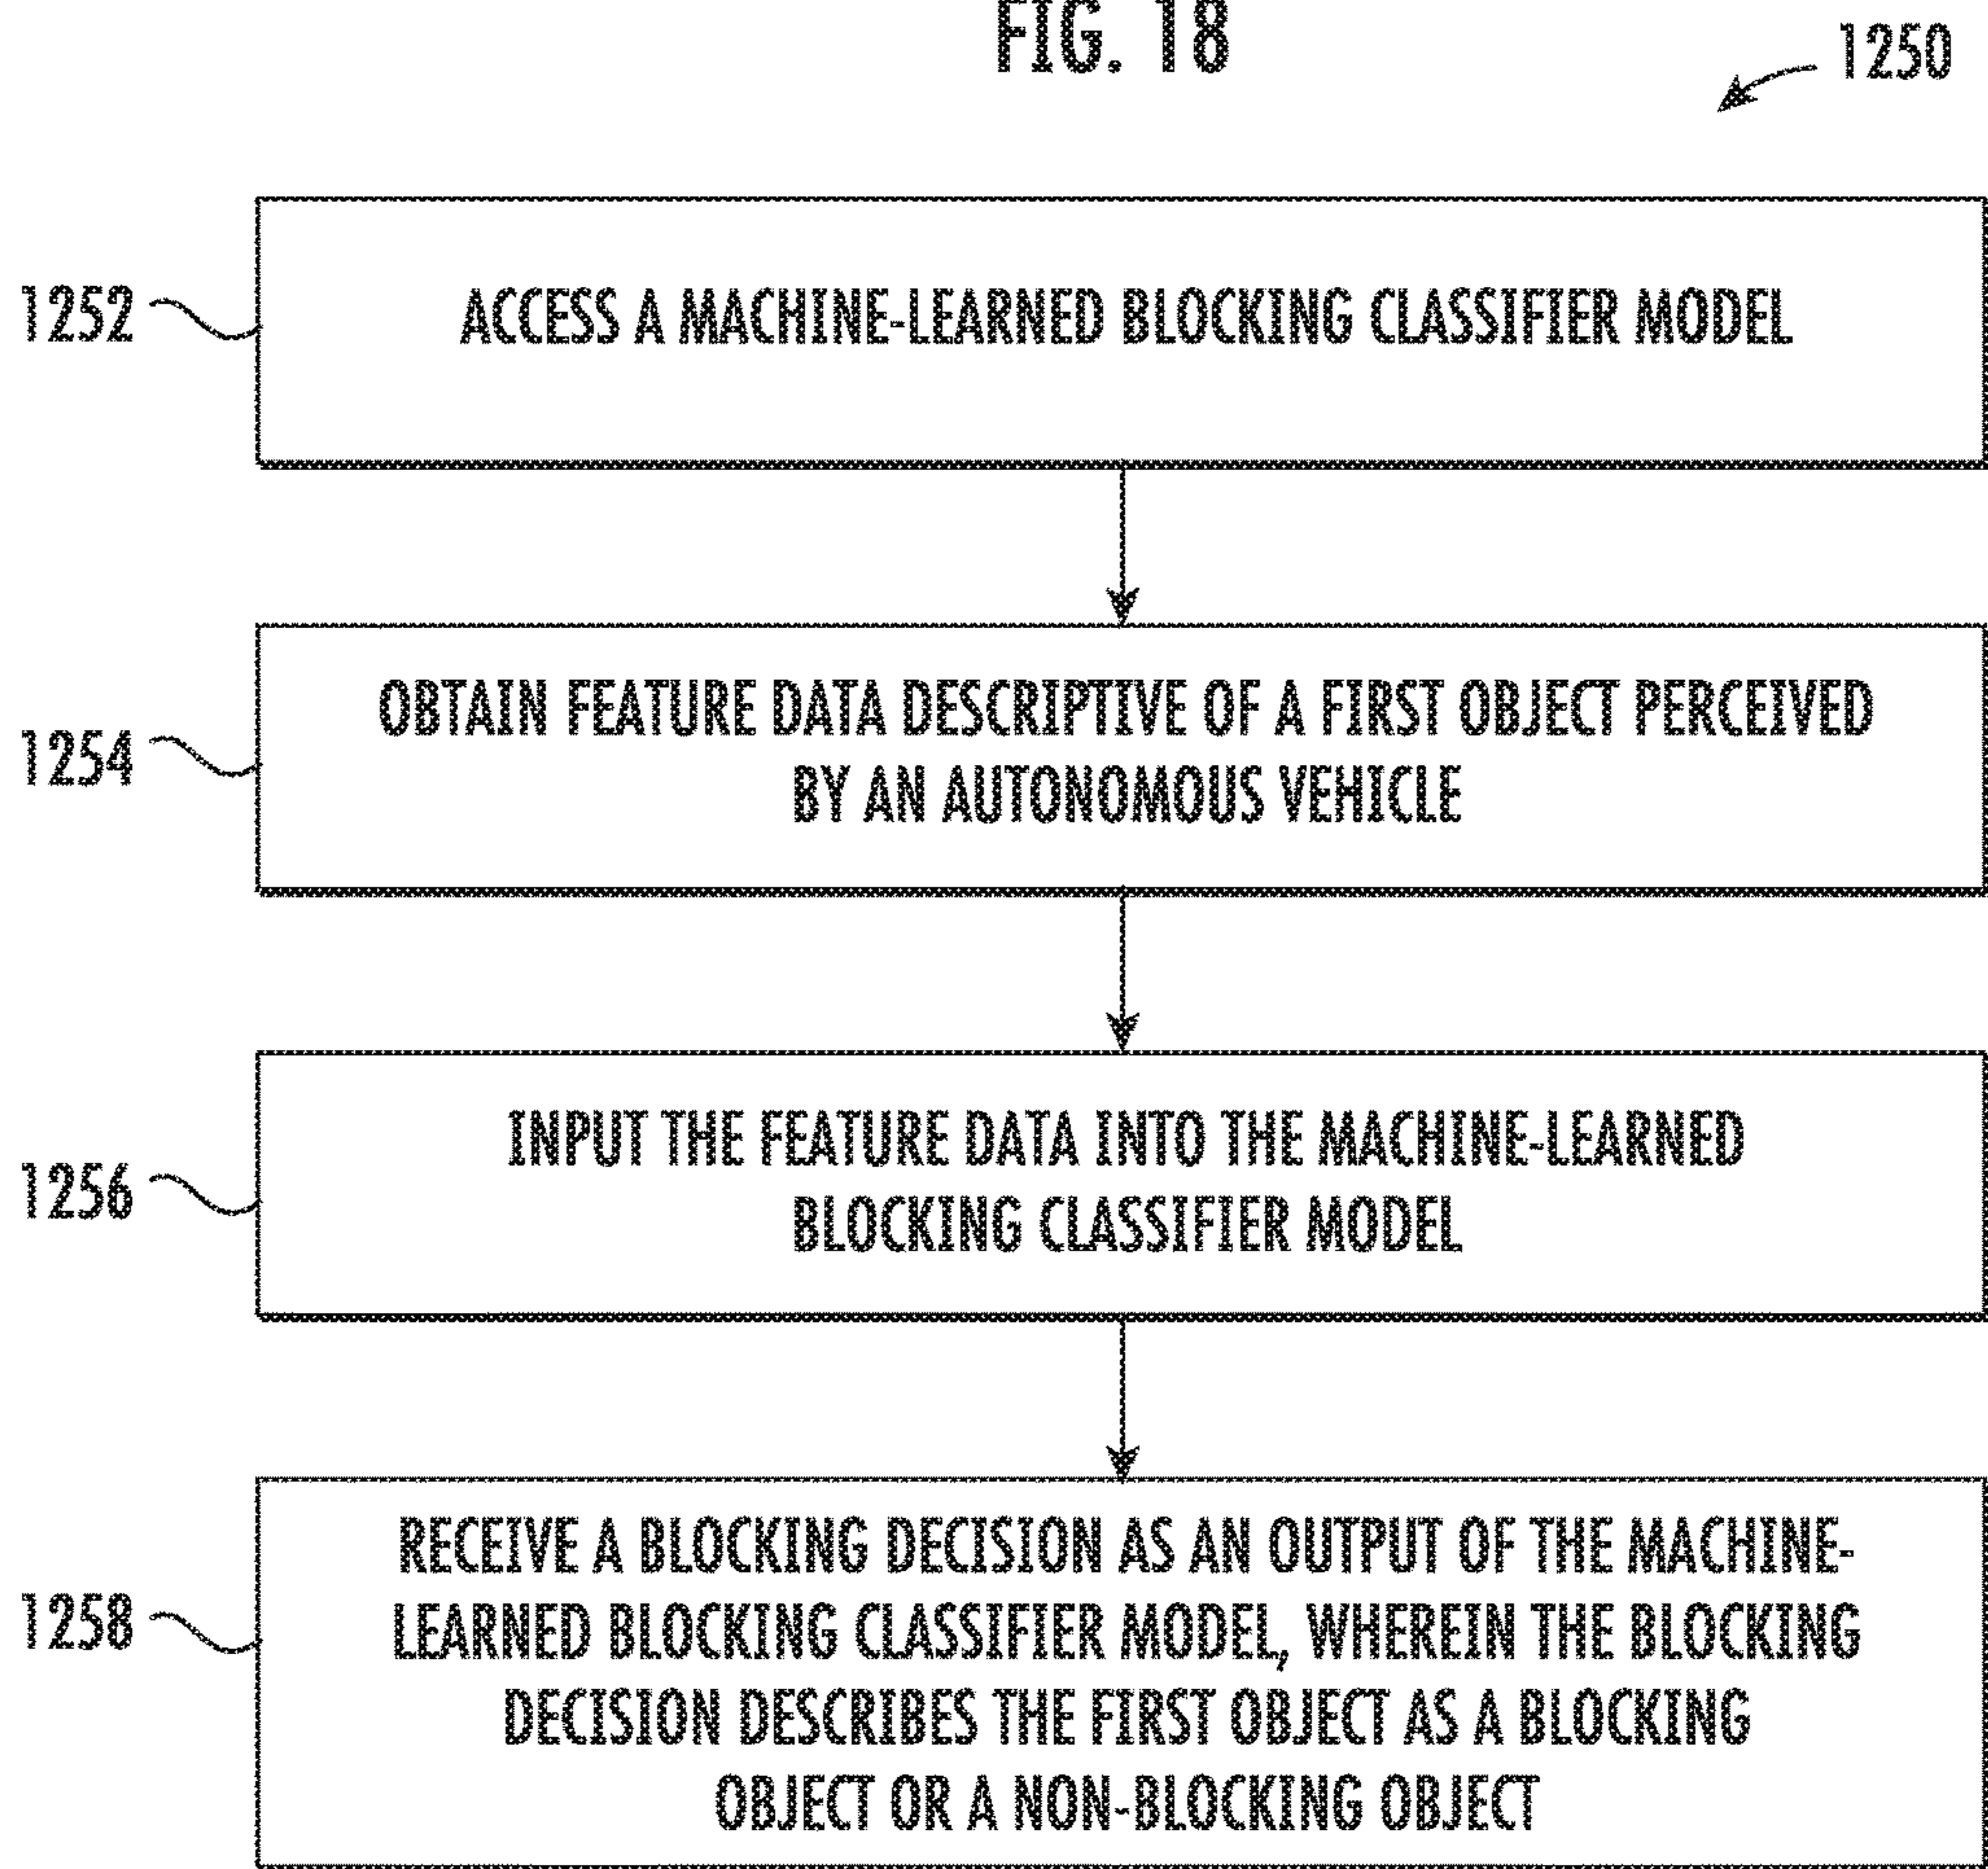 FIG. 18
1250
1252
ACCESS A MACHINE-LEARNED BLOCKING CLASSIFIER MODEL
1254
OBTAIN FEATURE DATA DESCRIPTIVE OF A FIRST OBJECT PERCEIVED
BY AN AUTONOMOUS VEHICLE
1256
INPUT THE FEATURE DATA INTO THE MACHINE-LEARNED
BLOCKING CLASSIFIER MODEL
1258
RECEIVE A BLOCKING DECISION AS AN OUTPUT OF THE MACHINE-
LEARNED BLOCKING CLASSIFIER MODEL, WHEREIN THE BLOCKING
DECISION DESCRIBES THE FIRST OBJECT AS A BLOCKING
OBJECT OR A NON-BLOCKING OBJECT